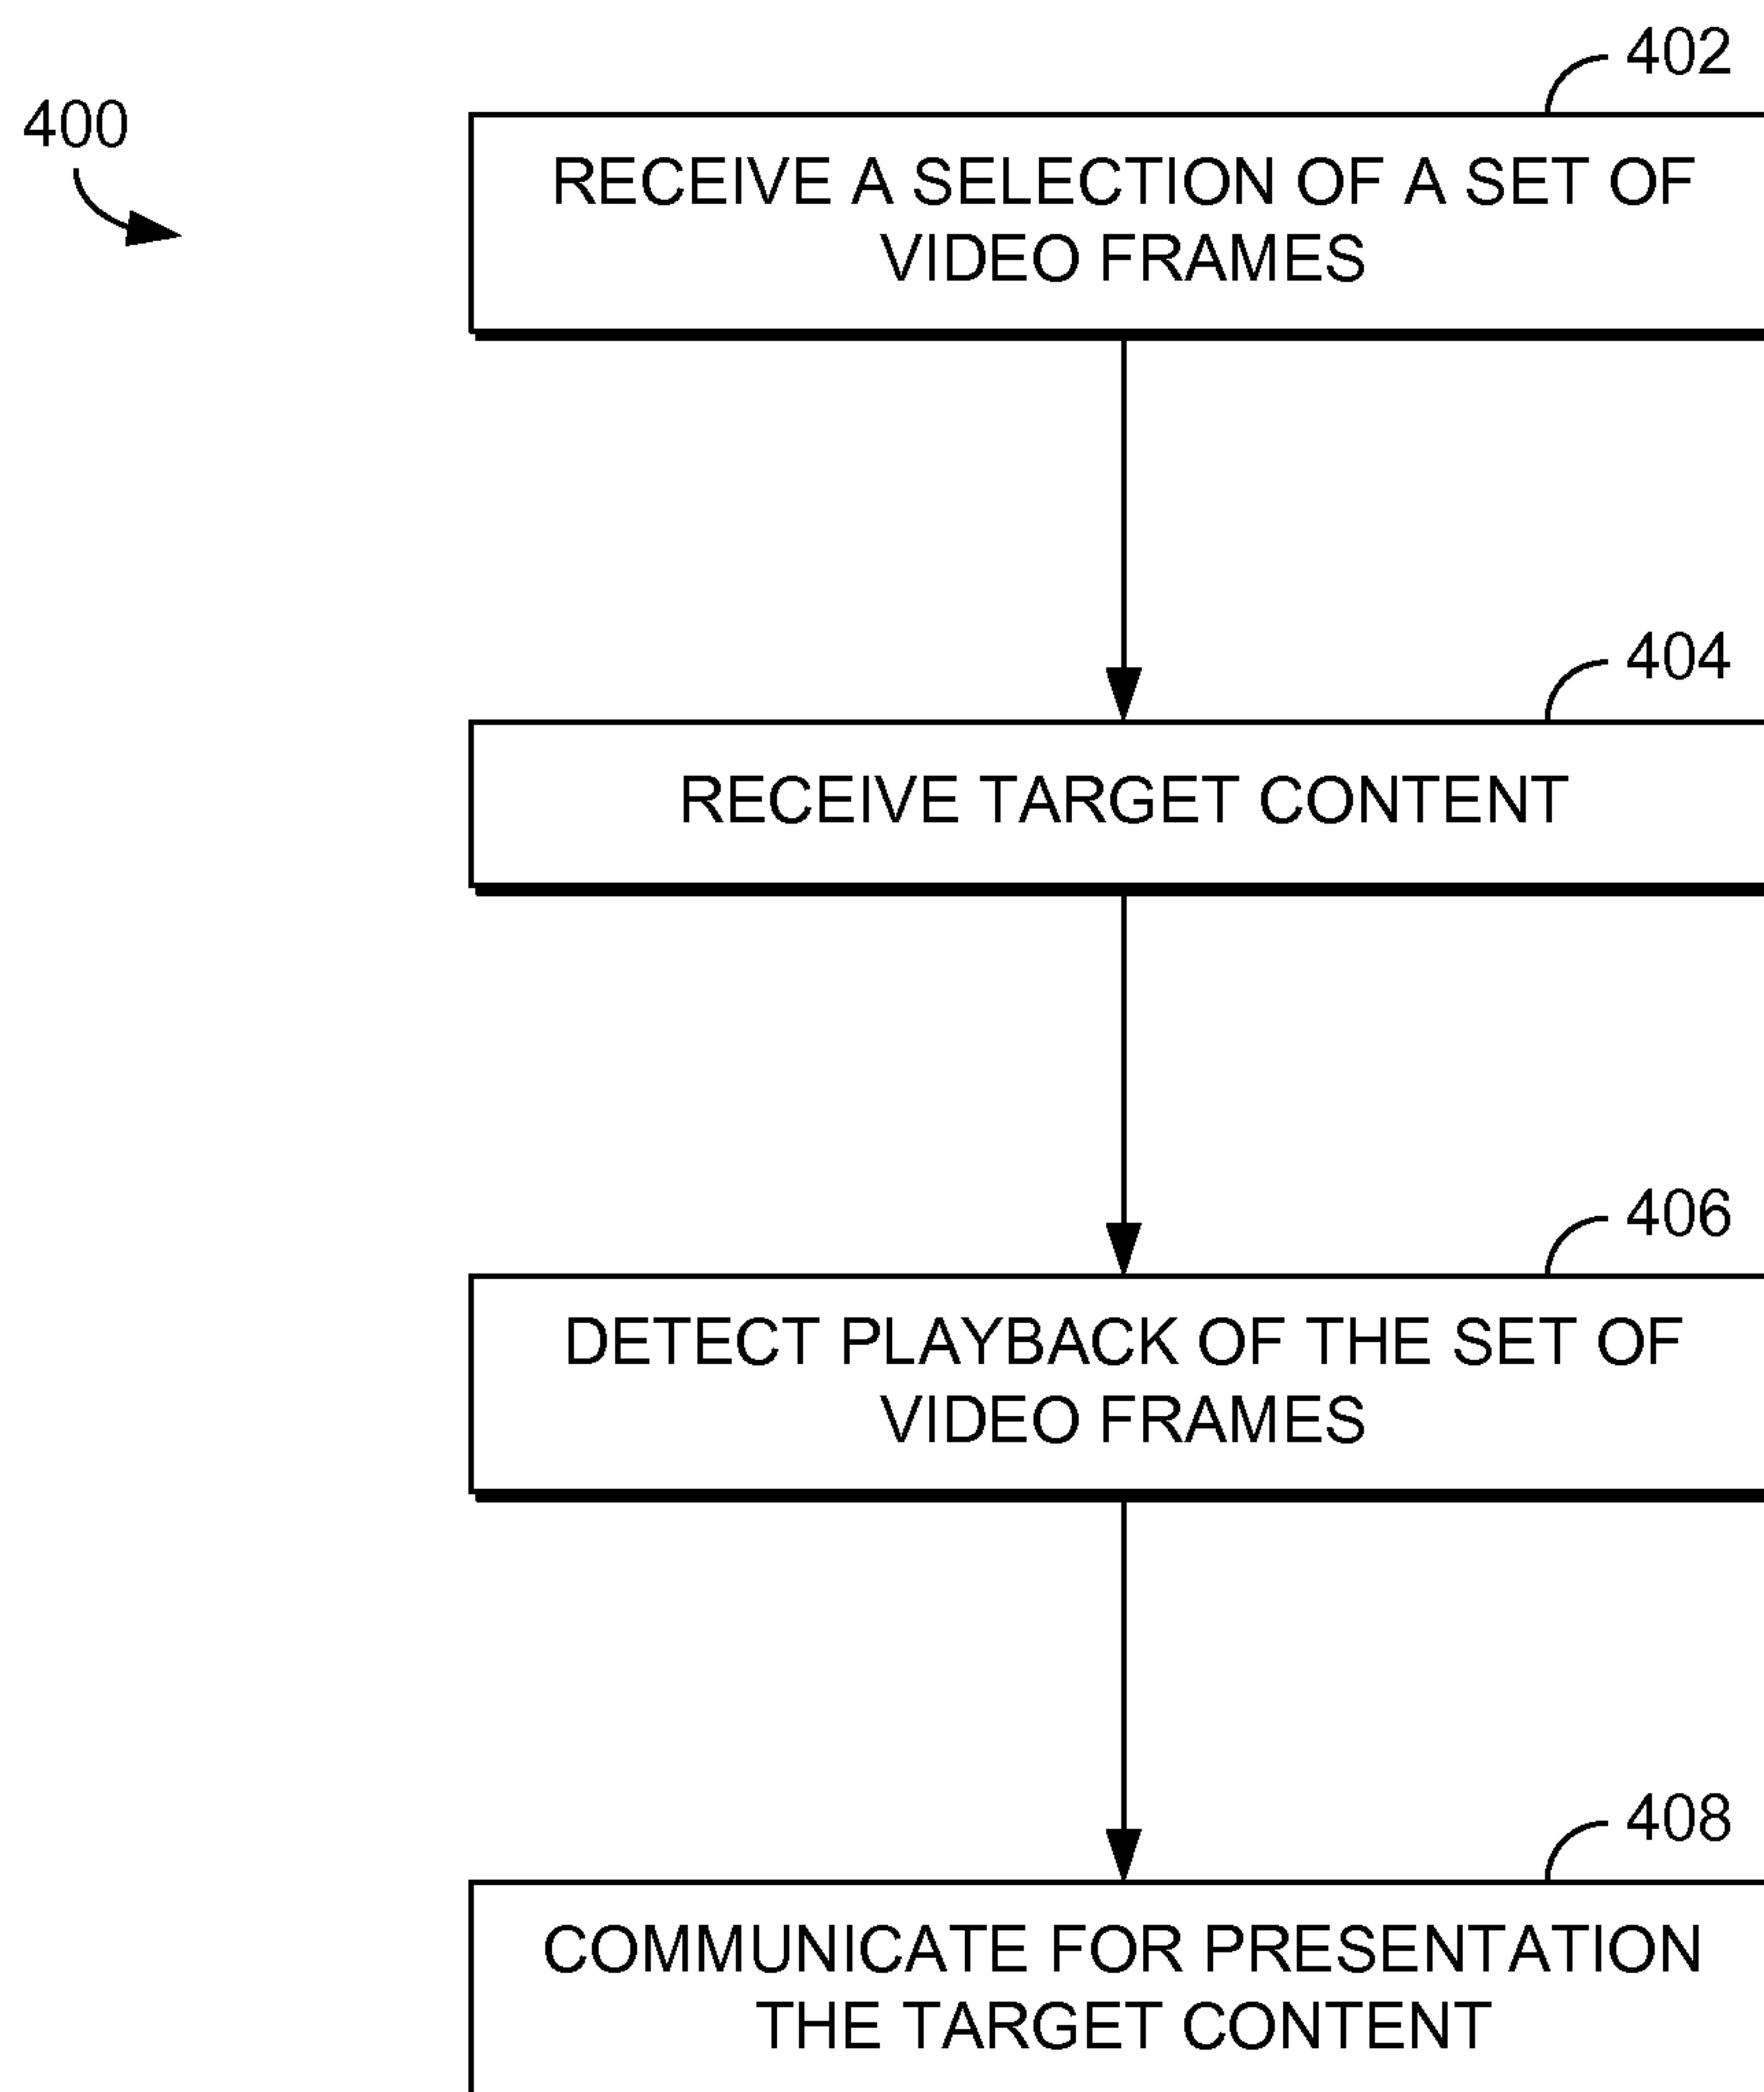 402
400
RECEIVE A SELECTION OF A SET OF
VIDEO FRAMES
404
RECEIVE TARGET CONTENT
406
DETECT PLAYBACK OF THE SET OF
VIDEO FRAMES
408
COMMUNICATE FOR PRESENTATION
THE TARGET CONTENT